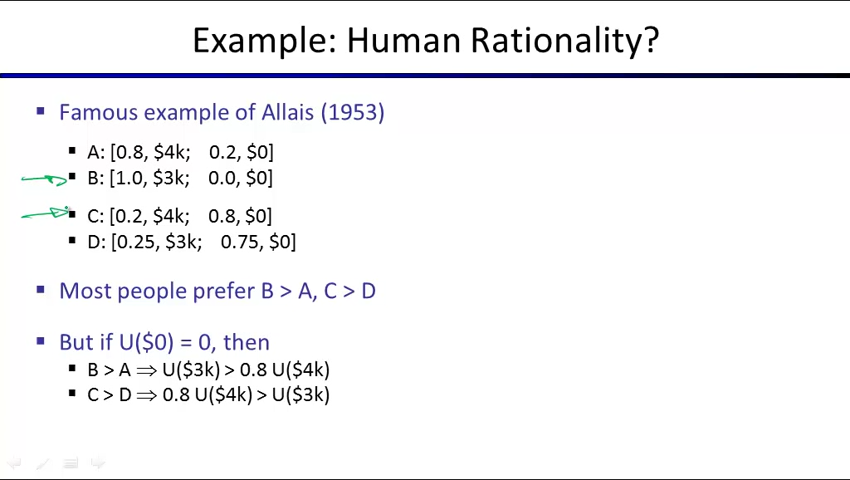 Example: Human Rationality?
▪ Famous example of Allais (1953)
▪ A: [0.8, $4k; 0.2, $0]
▪ B: [1.0, $3k; 0.0, $0]
▪ C: [0.2, $4k; 0.8, $0]
▪ D: [0.25, $3k; 0.75, $0]
▪ Most people prefer B > A, C > D
▪ But if U($0) = 0, then
▪ B > A ⇒ U($3k) > 0.8 U($4k)
▪ C > D ⇒ 0.8 U($4k) > U($3k)